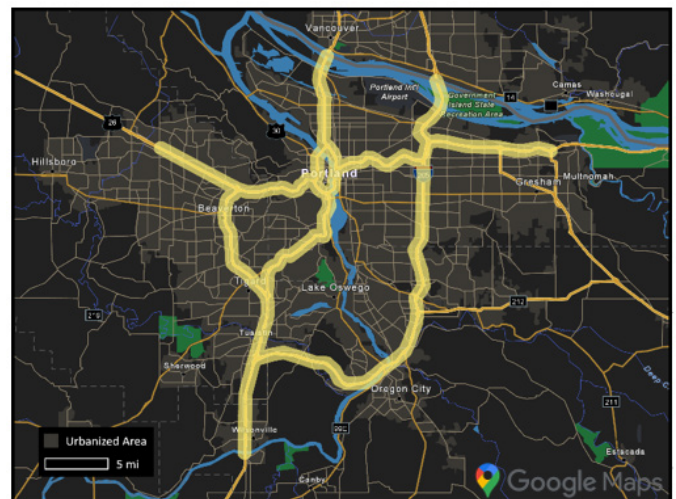 Vancouver
Camas
Washougal
14
Portland Int'l
Airport
Government
Island State
Recreation Area
26
30
Hillsboro
Portland
Multnomah
Gresham
Beaverton
Tigard
Lake Oswego
212
219
Tualatin
Sherwood
Oregon City
Deep C
211
99E
Wilsonville
Urbanized Area
5 mi
Canby
Estacada
Google Maps